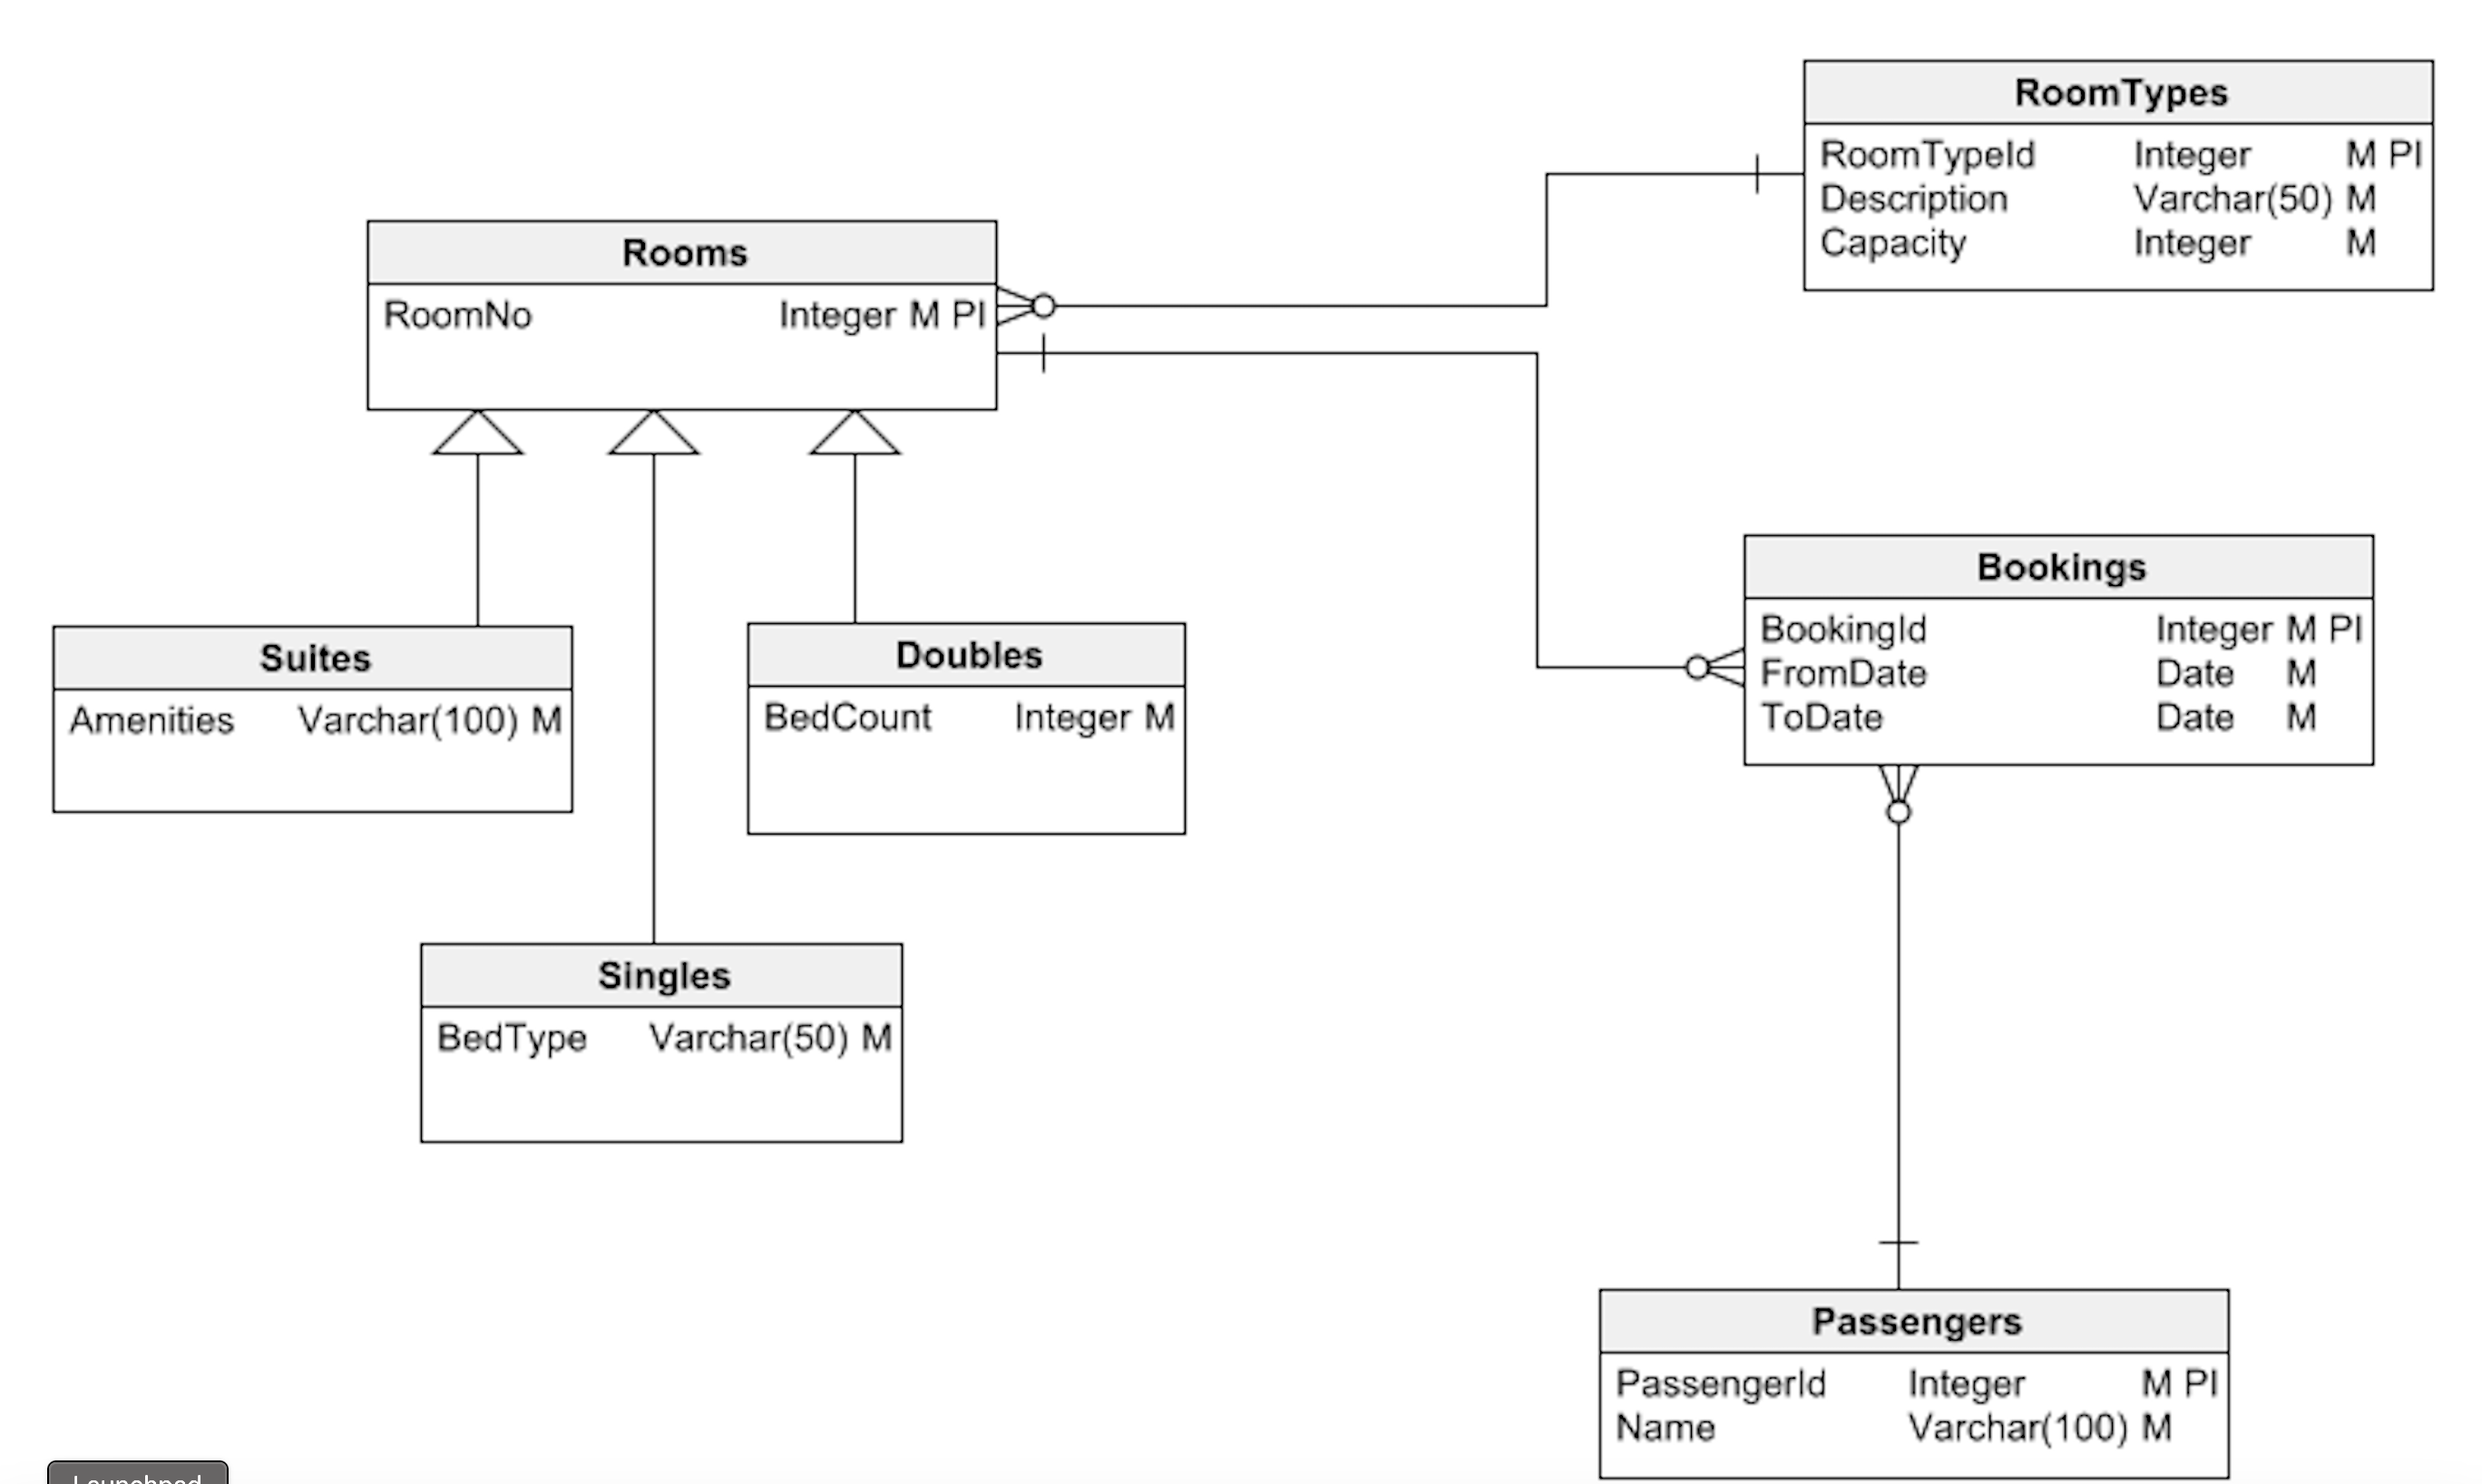 RoomTypes
RoomTypeId Integer M PI
Description Varchar(50) M
Capacity Integer M
Rooms
RoomNo Integer M PI
Bookings
BookingId Integer M PI
FromDate Date M
ToDate Date M
Suites
Amenities Varchar(100) M
Doubles
BedCount Integer M
Singles
BedType Varchar(50) M
Passengers
PassengerId Integer M PI
Name Varchar(100) M
Launchpad